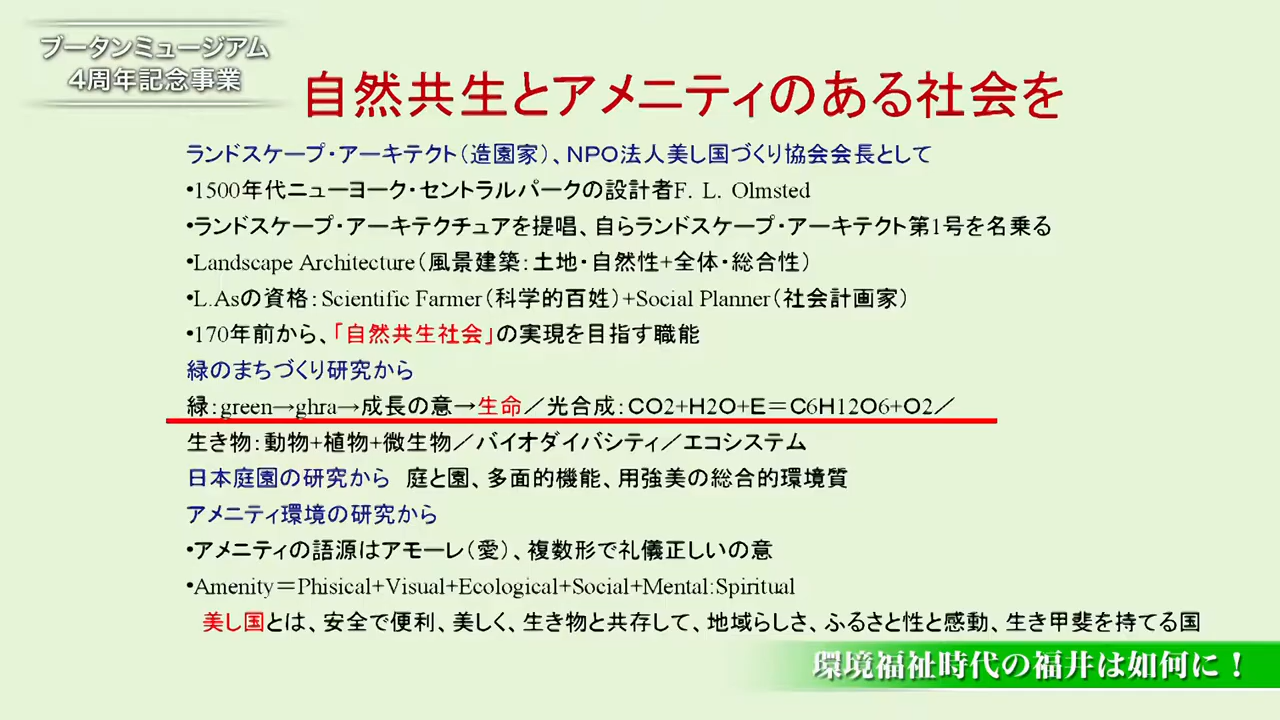 ブータンミュージアム
4周年記念事業
自然共生とアメニティのある社会を
ランドスケープ・アーキテクト（造園家）、NPO法人美し国づくり協会会長として
•1500年代ニューヨーク・セントラルパークの設計者F. L. Olmsted
•ランドスケープ・アーキテクチュアを提唱、自らランドスケープ・アーキテクト第1号を名乗る
•Landscape Architecture（風景建築：土地・自然性+全体・総合性）
•L.Asの資格：Scientific Farmer（科学的百姓）+Social Planner（社会計画家）
•170年前から、「自然共生社会」の実現を目指す職能
緑のまちづくり研究から
緑：green→ghra→成長の意→生命／光合成：CO2+H2O+E＝C6H12O6+O2／
生き物：動物+植物+微生物／バイオダイバシティ／エコシステム
日本庭園の研究から　庭と園、多面的機能、用強美の総合的環境質
アメニティ環境の研究から
•アメニティの語源はアモーレ（愛）、複数形で礼儀正しいの意
•Amenity＝Phisical+Visual+Ecological+Social+Mental:Spiritual
美し国とは、安全で便利、美しく、生き物と共存して、地域らしさ、ふるさと性と感動、生き甲斐を持てる国
環境福祉時代の福井は如何に！